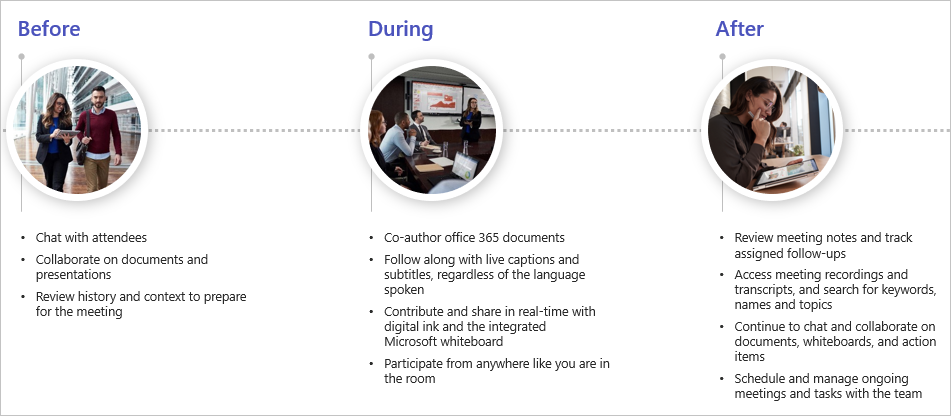 Before
• Chat with attendees
• Collaborate on documents and
presentations
• Review history and context to prepare
for the meeting
During
• Co-author office 365 documents
• Follow along with live captions and
subtitles, regardless of the language
spoken
• Contribute and share in real-time with
digital ink and the integrated
Microsoft whiteboard
• Participate from anywhere like you are in
the room
After
• Review meeting notes and track
assigned follow-ups
• Access meeting recordings and
transcripts, and search for keywords,
names and topics
• Continue to chat and collaborate on
documents, whiteboards, and action
items
• Schedule and manage ongoing
meetings and tasks with the team